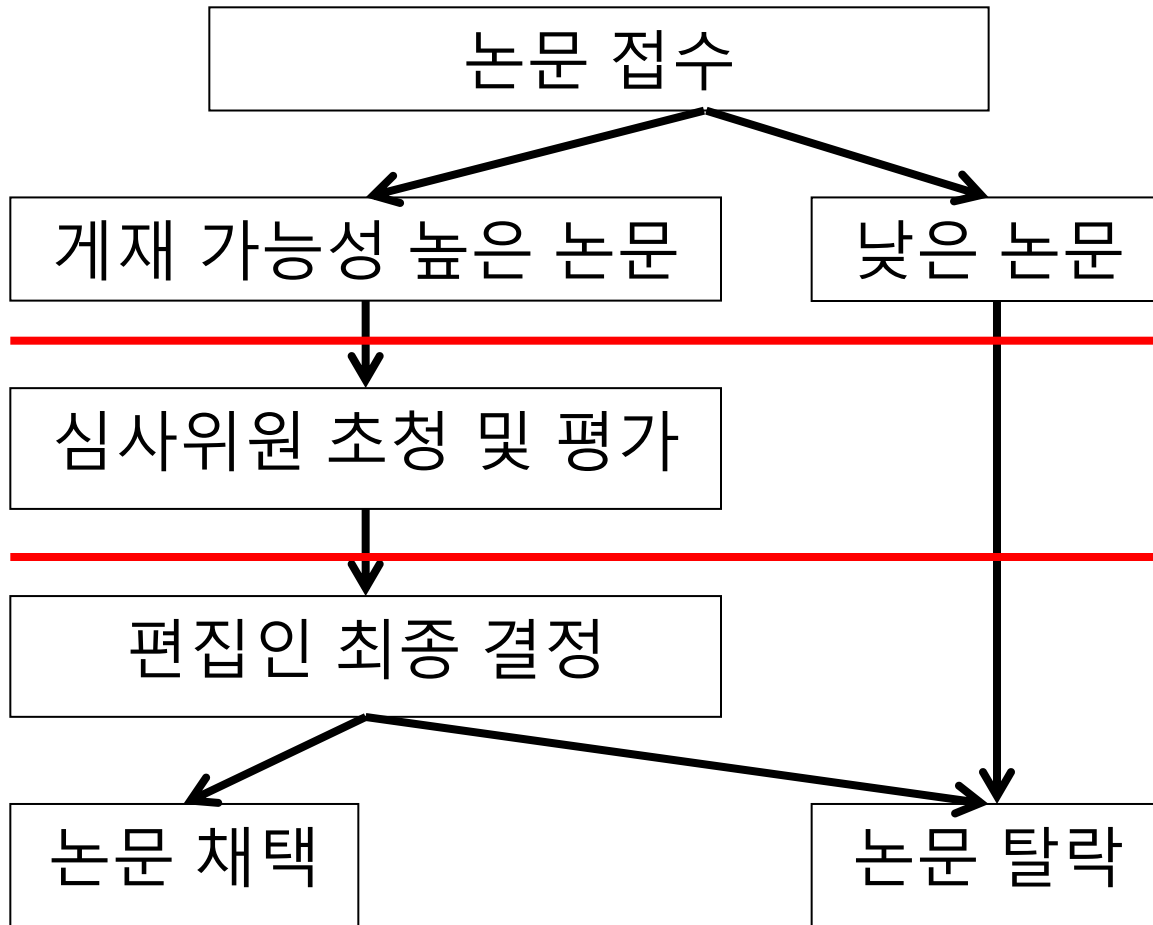 논문 접수
게재 가능성 높은 논문
낮은 논문
심사위원 초청 및 평가
편집인 최종 결정
논문 채택
논문 탈락